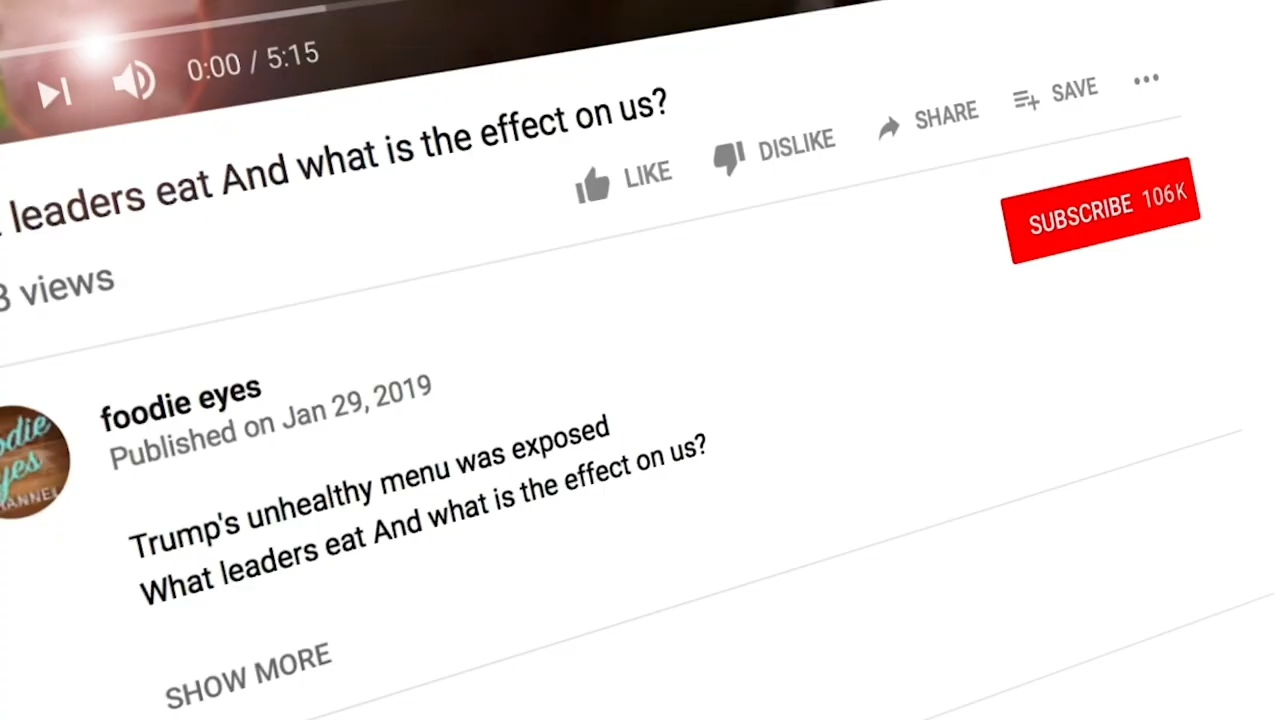 0:00 / 5:15
leaders eat And what is the effect on us?
LIKE DISLIKE SHARE SAVE
views
SUBSCRIBE 106K
foodie eyes
Published on Jan 29, 2019
Trump's unhealthy menu was exposed
What leaders eat And what is the effect on us?
SHOW MORE